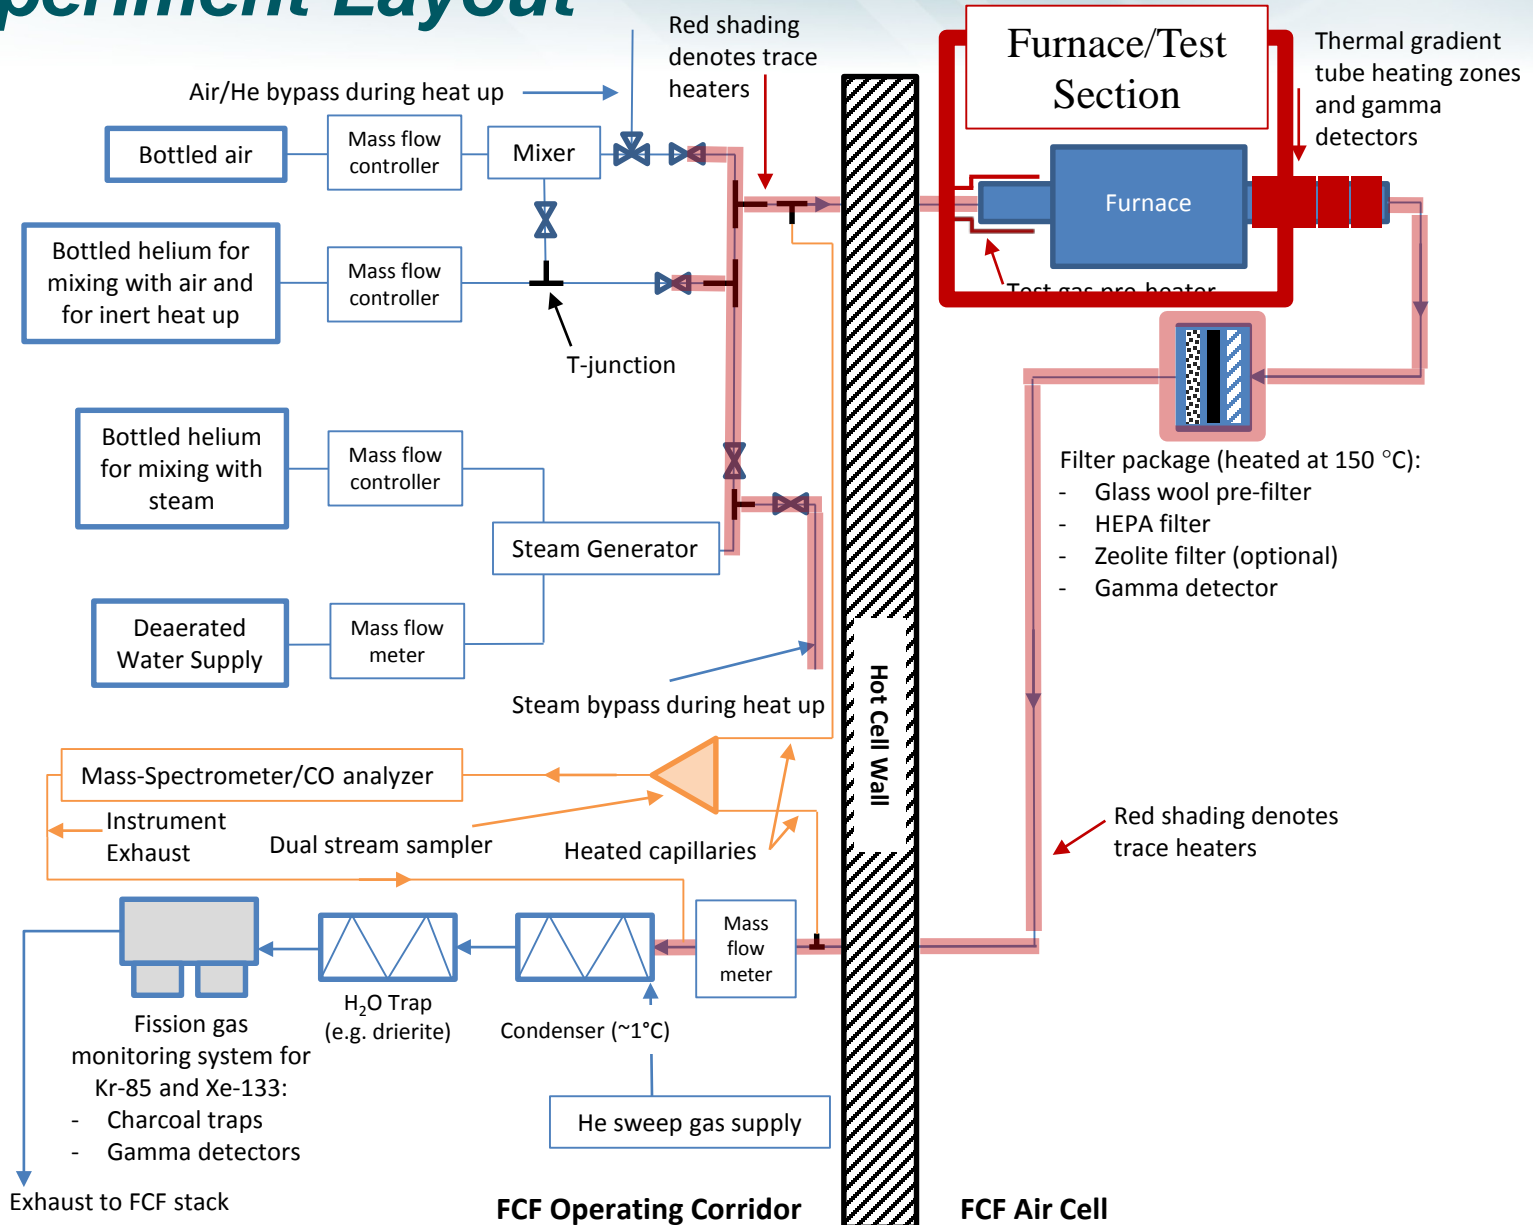 periment Layout
Red shading
denotes trace
heaters
Furnace/Test
Section
Thermal gradient
tube heating zones
and gamma
detectors
Air/He bypass during heat up
Bottled air
Mass flow
controller
Mixer
Furnace
Bottled helium for
mixing with air and
for inert heat up
Mass flow
controller
Test gas pre-heater
T-junction
Bottled helium
for mixing with
steam
Mass flow
controller
Steam Generator
Filter package (heated at 150 °C):
- Glass wool pre-filter
- HEPA filter
- Zeolite filter (optional)
- Gamma detector
Deaerated
Water Supply
Mass flow
meter
Steam bypass during heat up
Hot Cell Wall
Mass-Spectrometer/CO analyzer
Instrument
Exhaust
Dual stream sampler
Heated capillaries
Red shading denotes
trace heaters
Mass
flow
meter
H₂O Trap
(e.g. drierite)
Condenser (~1°C)
Fission gas
monitoring system for
Kr-85 and Xe-133:
- Charcoal traps
- Gamma detectors
He sweep gas supply
Exhaust to FCF stack
FCF Operating Corridor
FCF Air Cell